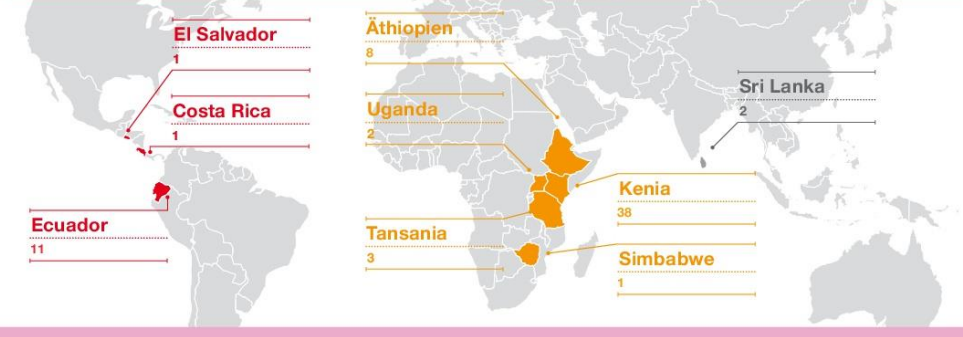 El Salvador
1
Costa Rica
1
Ecuador
11
Äthiopien
8
Uganda
2
Tansania
3
Kenia
38
Simbabwe
1
Sri Lanka
2